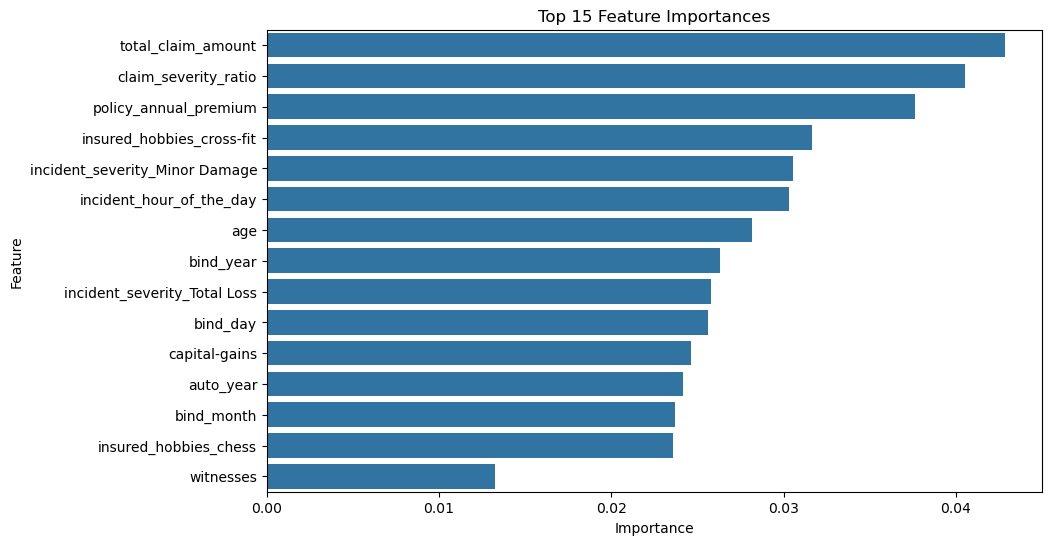 Top 15 Feature Importances
total_claim_amount
claim_severity_ratio
policy_annual_premium
insured_hobbies_cross-fit
incident_severity_Minor Damage
incident_hour_of_the_day
age
bind_year
incident_severity_Total Loss
bind_day
capital-gains
auto_year
bind_month
insured_hobbies_chess
witnesses
Feature
0.00 0.01 0.02 0.03 0.04
Importance